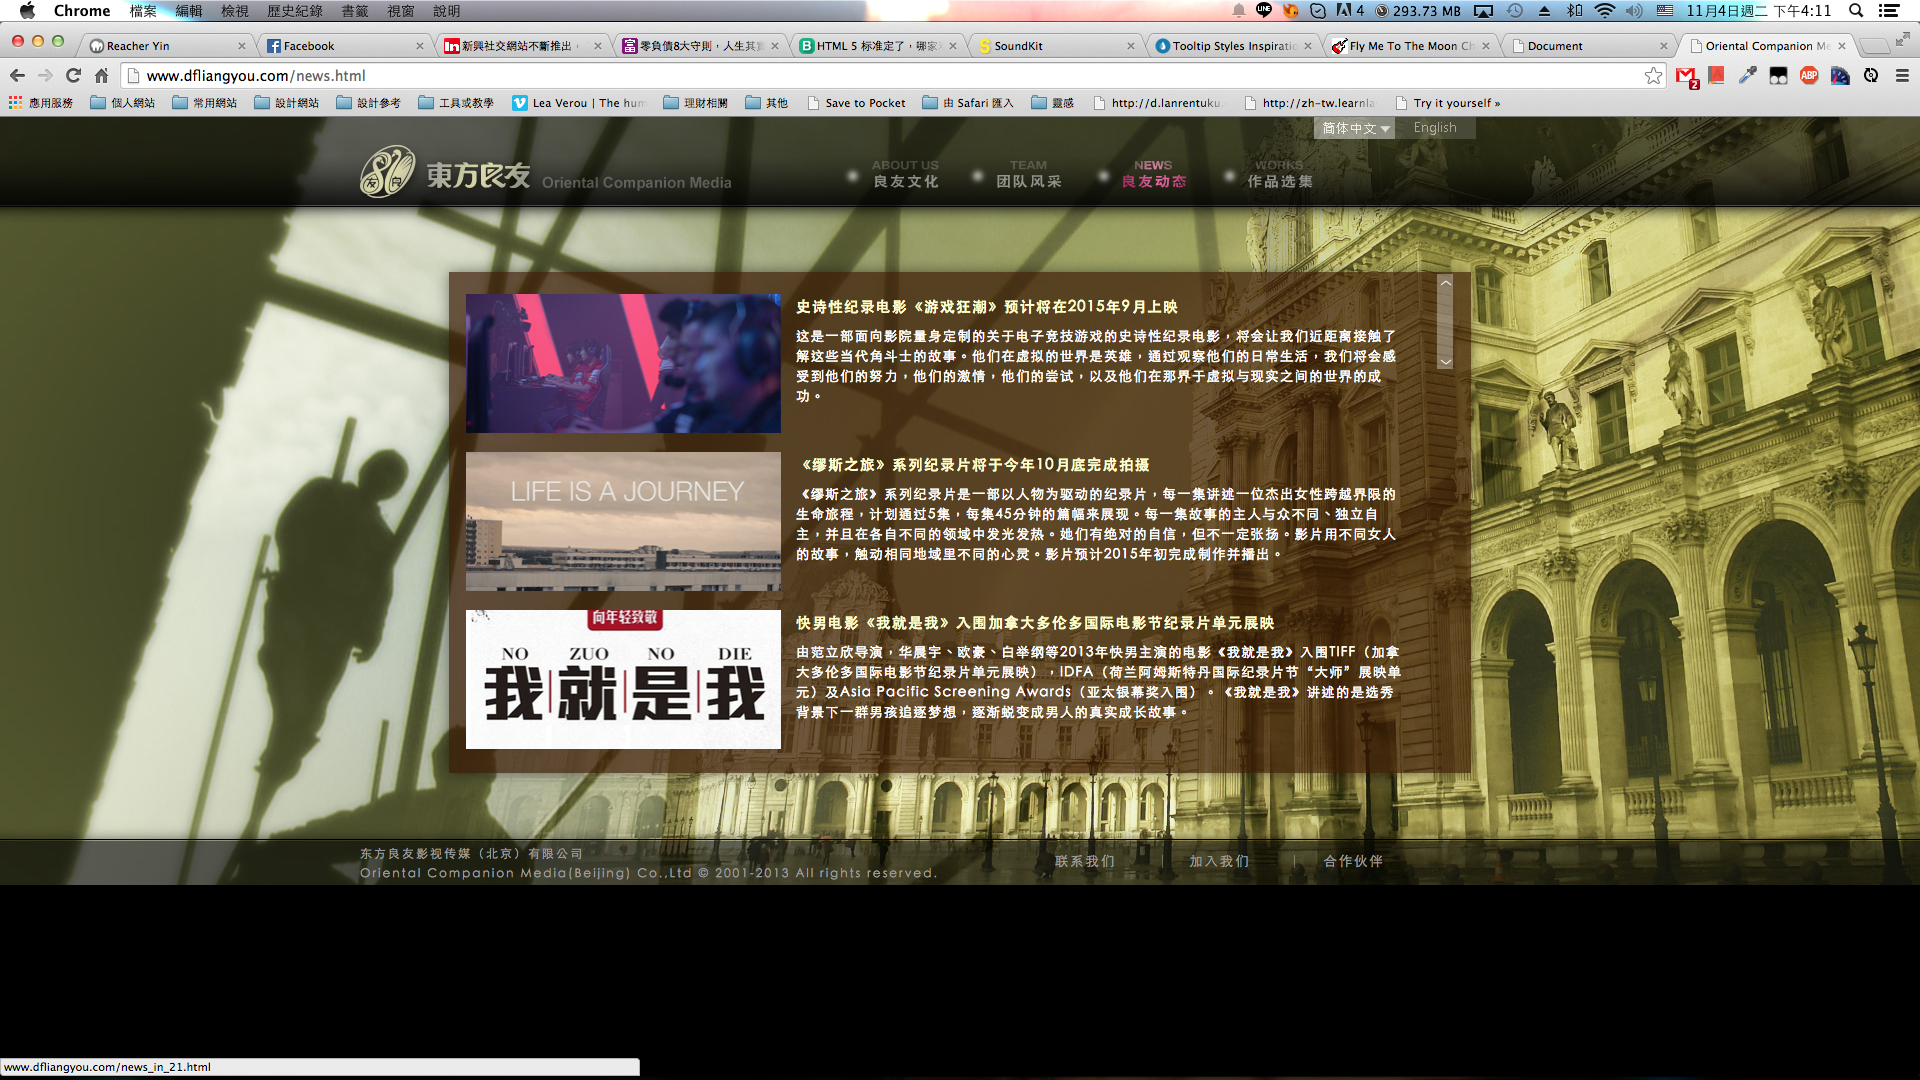 Chrome 檔案 編輯 檢視 歷史紀錄 書籤 視窗 說明 4 293.73 MB 11月4日週二 下午4:11
Reacher Yin Facebook 新興社交網站不斷推出， 零負債8大守則，人生其實 HTML 5 标准定了，哪家 SoundKit Tooltip Styles Inspiratio Fly Me To The Moon Ch Document Oriental Companion Me
www.dfliangyou.com/news.html 2 ABP
應用服務 個人網站 常用網站 設計網站 設計參考 工具或教學 Lea Verou | The hum 理財相關 其他 Save to Pocket 由 Safari 匯入 靈感 http://d.lanrentuku. http://zh-tw.learnla Try it yourself »
简体中文 English
東方良友 Oriental Companion Media
友 良
ABOUT US TEAM NEWS WORKS
良友文化 团队风采 良友动态 作品选集
史诗性纪录电影《游戏狂潮》预计将在2015年9月上映
这是一部面向影院量身定制的关于电子竞技游戏的史诗性纪录电影，将会让我们近距离接触了
解这些当代角斗士的故事。他们在虚拟的世界是英雄，通过观察他们的日常生活，我们将会感
受到他们的努力，他们的激情，他们的尝试，以及他们在那界于虚拟与现实之间的世界的成
功。
LIFE IS A JOURNEY
《缪斯之旅》系列纪录片将于今年10月底完成拍摄
《缪斯之旅》系列纪录片是一部以人物为驱动的纪录片，每一集讲述一位杰出女性跨越界限的
生命旅程，计划通过5集，每集45分钟的篇幅来展现。每一集故事的主人与众不同、独立自
主，并且在各自不同的领域中发光发热。她们有绝对的自信，但不一定张扬。影片用不同女人
的故事，触动相同地域里不同的心灵。影片预计2015年初完成制作并播出。
向年轻致敬
NO ZUO NO DIE
我就是我
快男电影《我就是我》入围加拿大多伦多国际电影节纪录片单元展映
由范立欣导演，华晨宇、欧豪、白举纲等2013年快男主演的电影《我就是我》入围TIFF（加拿
大多伦多国际电影节纪录片单元展映），IDFA（荷兰阿姆斯特丹国际纪录片节“大师”展映单
元）及Asia Pacific Screening Awards（亚太银幕奖入围）。《我就是我》讲述的是选秀
背景下一群男孩追逐梦想，逐渐蜕变成男人的真实成长故事。
东方良友影视传媒（北京）有限公司
Oriental Companion Media(Beijing) Co.,Ltd © 2001-2013 All rights reserved.
联系我们 | 加入我们 | 合作伙伴
www.dfliangyou.com/news_in_21.html